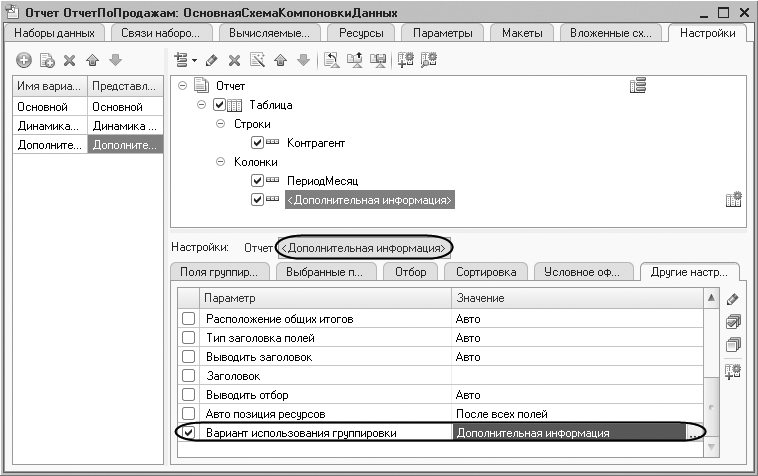 Отчет ОтчетПоПродажам: ОсновнаяСхемаКомпоновкиДанных
Наборы данных Связи наборо... Вычисляемые... Ресурсы Параметры Макеты Вложенные сх... Настройки
Имя вариа... Представл...
Основной Основной
Динамика... Динамика ...
Дополните... Дополните...
Отчет
Таблица
Строки
Контрагент
Колонки
ПериодМесяц
<Дополнительная информация>
Настройки: Отчет <Дополнительная информация>
Поля группир... Выбранные п... Отбор Сортировка Условное оф... Другие настр...
Параметр Значение
Расположение общих итогов Авто
Тип заголовка полей Авто
Выводить заголовок Авто
Заголовок
Выводить отбор Авто
Авто позиция ресурсов После всех полей
Вариант использования группировки Дополнительная информация ...